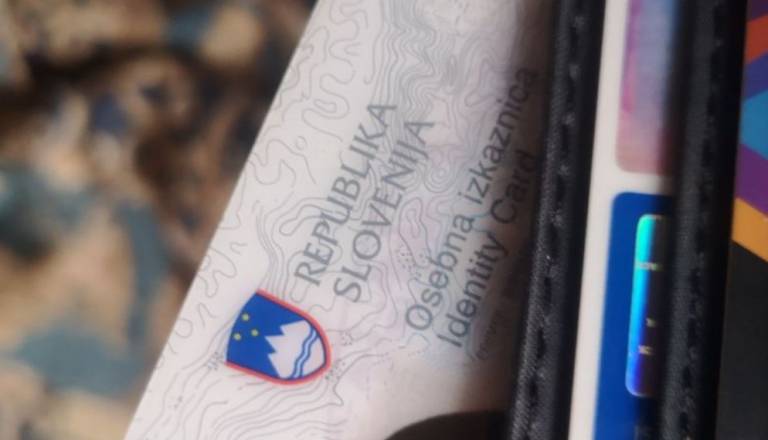 REPUBLIKA
SLOVENIJA
Osebna izkaznica
Identity Card